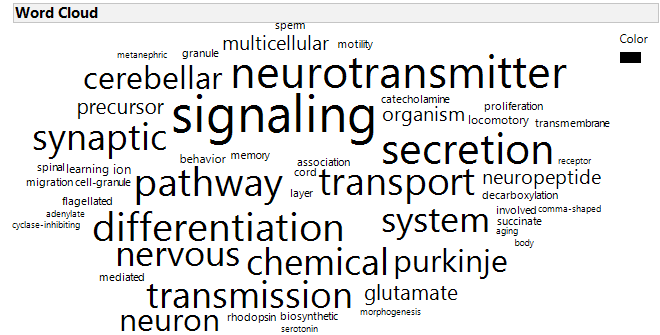 Word Cloud
sperm
Color
multicellular motility
metanephric granule
cerebellar neurotransmitter
precursor signaling catecholamine proliferation
organism locomotory transmembrane
synaptic secretion
behavior memory association receptor
spinal learning ion cord
migration cell-granule pathway layer transport neuropeptide
decarboxylation
flagellated
adenylate differentiation system involved comma-shaped
cyclase-inhibiting succinate
aging
body
nervous chemical purkinje
mediated
transmission glutamate
morphogenesis
neuron rhodopsin biosynthetic
serotonin